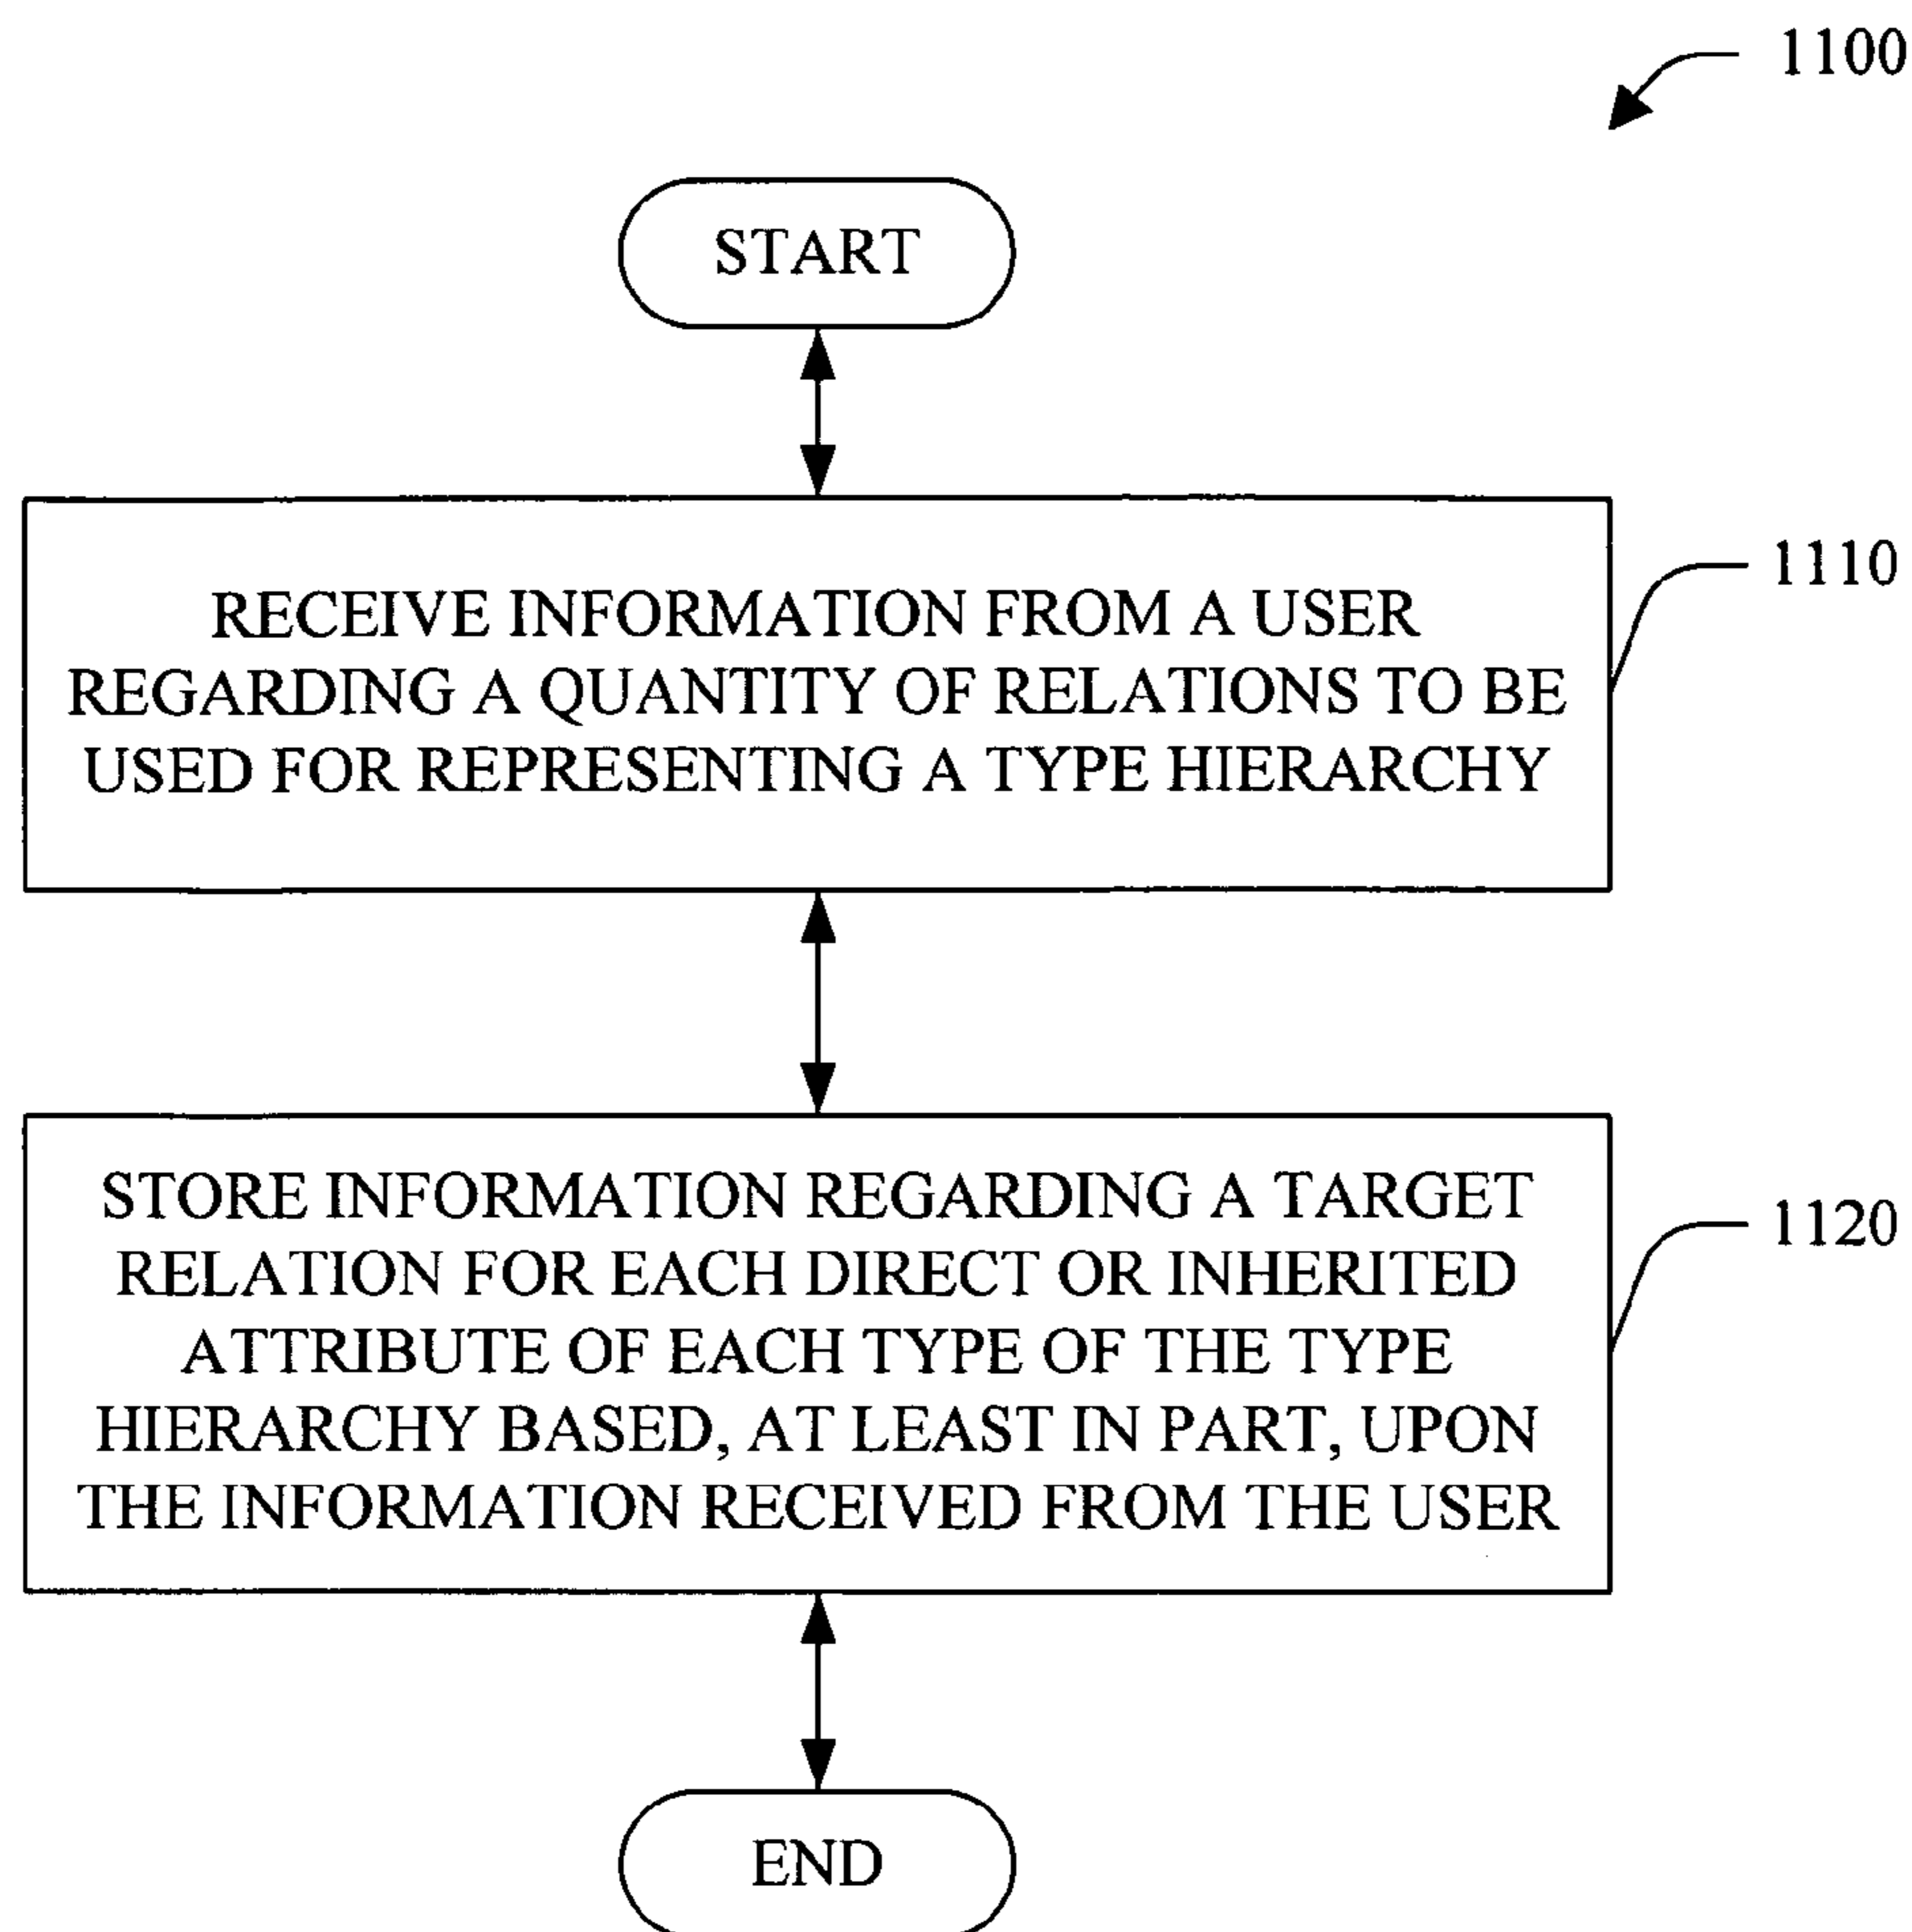 1100
START
RECEIVE INFORMATION FROM A USER
REGARDING A QUANTITY OF RELATIONS TO BE
USED FOR REPRESENTING A TYPE HIERARCHY
1110
STORE INFORMATION REGARDING A TARGET
RELATION FOR EACH DIRECT OR INHERITED
ATTRIBUTE OF EACH TYPE OF THE TYPE
HIERARCHY BASED, AT LEAST IN PART, UPON
THE INFORMATION RECEIVED FROM THE USER
1120
END